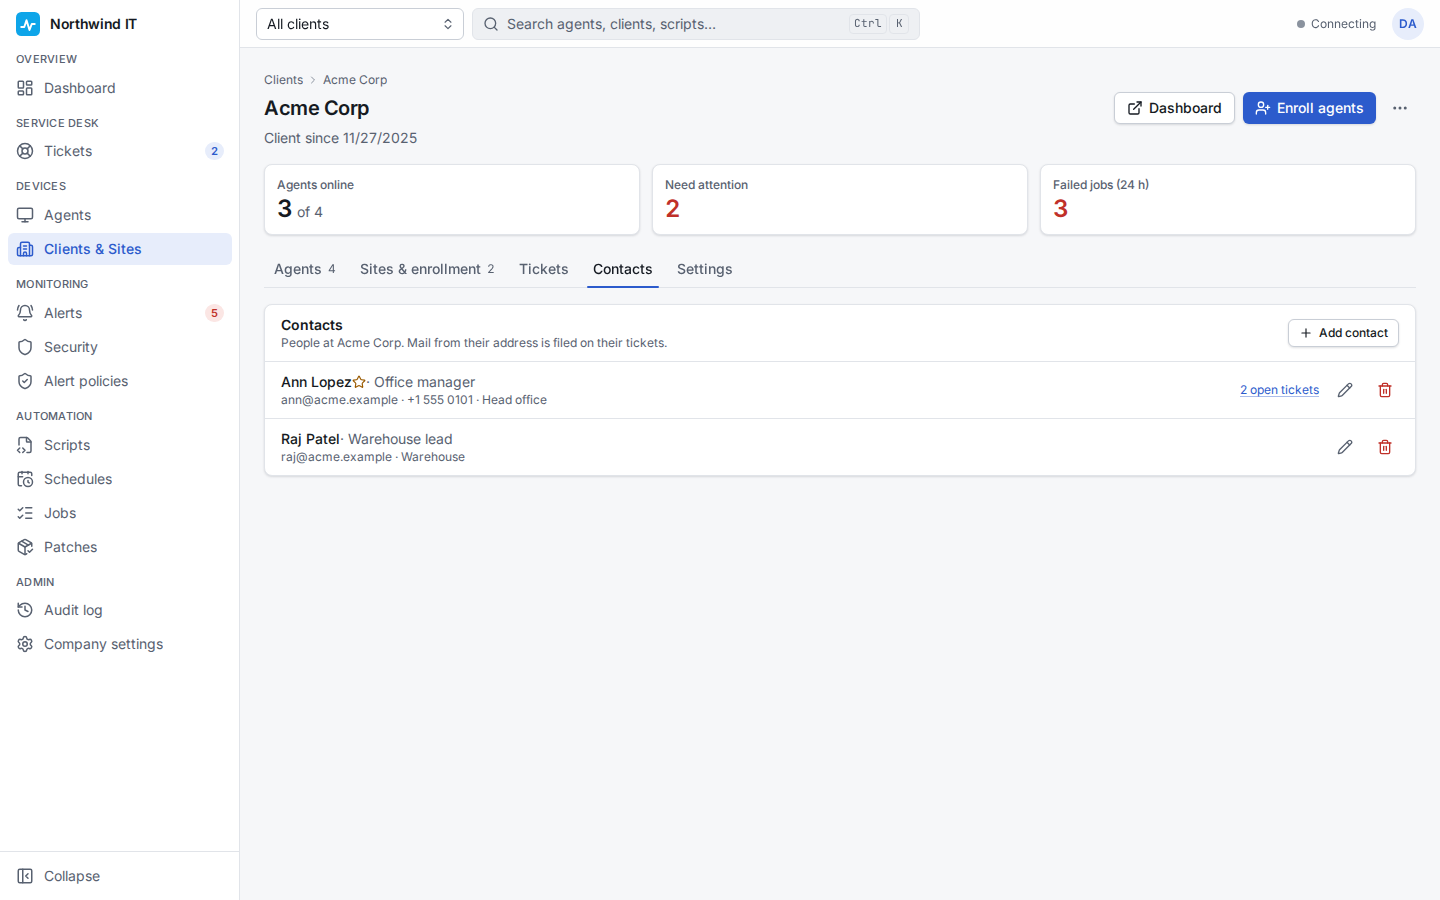 Northwind IT
All clients
Search agents, clients, scripts...
Ctrl K
Connecting
DA
OVERVIEW
Dashboard
SERVICE DESK
Tickets 2
DEVICES
Agents
Clients & Sites
MONITORING
Alerts 5
Security
Alert policies
AUTOMATION
Scripts
Schedules
Jobs
Patches
ADMIN
Audit log
Company settings
Collapse
Clients > Acme Corp
Acme Corp
Client since 11/27/2025
Dashboard
Enroll agents
Agents online
3 of 4
Need attention
2
Failed jobs (24 h)
3
Agents 4 Sites & enrollment 2 Tickets Contacts Settings
Contacts
People at Acme Corp. Mail from their address is filed on their tickets.
Add contact
Ann Lopez · Office manager
ann@acme.example · +1 555 0101 · Head office
2 open tickets
Raj Patel · Warehouse lead
raj@acme.example · Warehouse